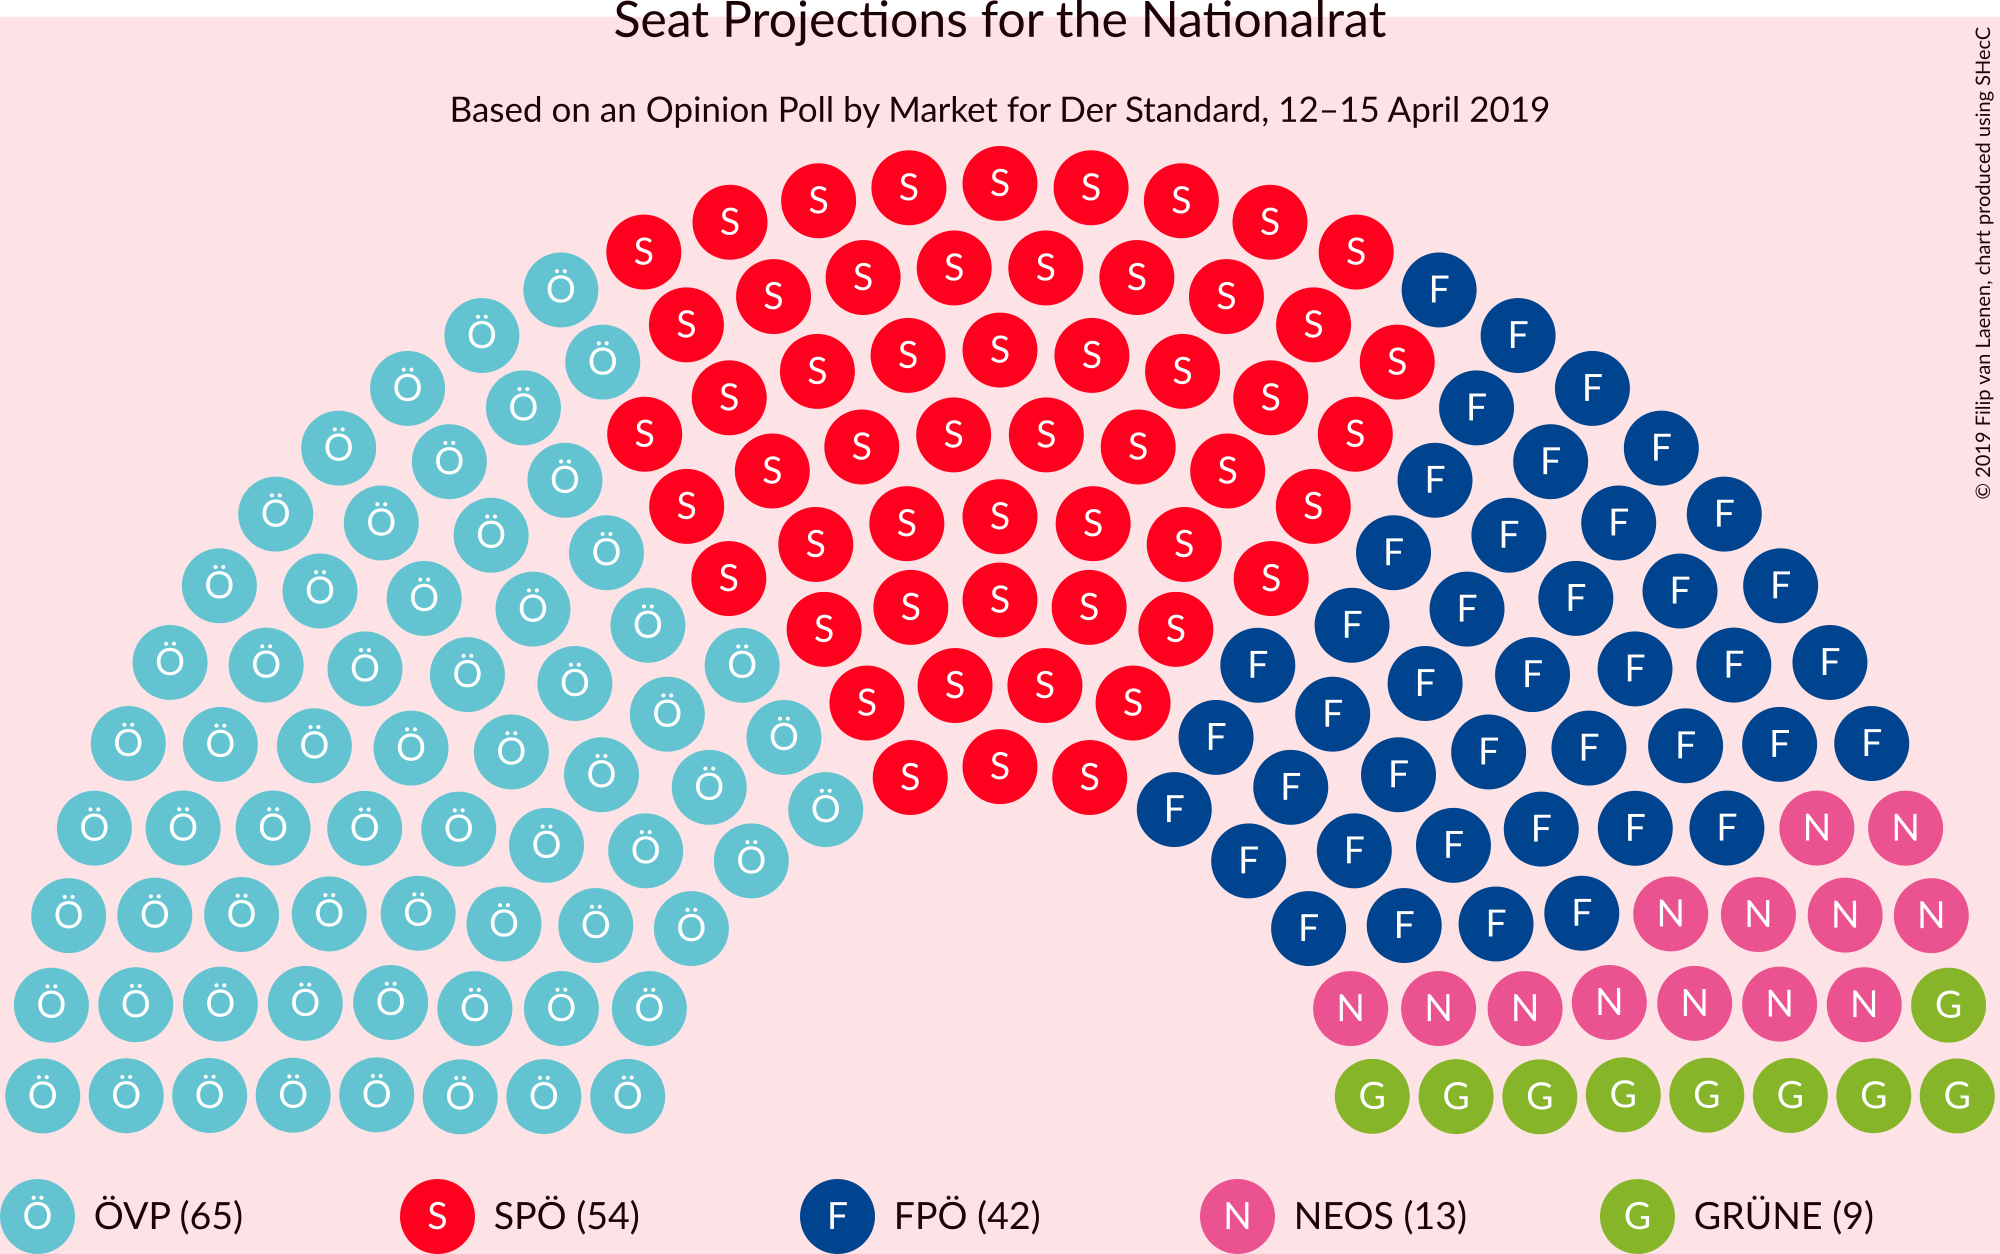 Seat Projections for the Nationalrat
Based on an Opinion Poll by Market for Der Standard, 12–15 April 2019
© 2019 Filip van Laenen, chart produced using SHecC
S S S S S S S S S
Ö S S S S S S S S F
Ö Ö S S S S S S S S F F
Ö Ö S S S S S S S S F F
Ö Ö Ö S S S S S S S F F F
Ö Ö Ö S S S S S F F F
Ö Ö Ö Ö S S S S S S F F F F
Ö Ö Ö Ö Ö S S S S F F F F F
Ö Ö Ö Ö Ö Ö Ö S S F F F F F F F
Ö Ö Ö Ö Ö Ö Ö Ö S S S F F F F F F F F
Ö Ö Ö Ö Ö Ö Ö Ö Ö F F F F F F F N N
Ö Ö Ö Ö Ö Ö Ö Ö F F F F N N N N
Ö Ö Ö Ö Ö Ö Ö Ö N N N N N N N G
Ö Ö Ö Ö Ö Ö Ö Ö G G G G G G G G
Ö ÖVP (65) S SPÖ (54) F FPÖ (42) N NEOS (13) G GRÜNE (9)